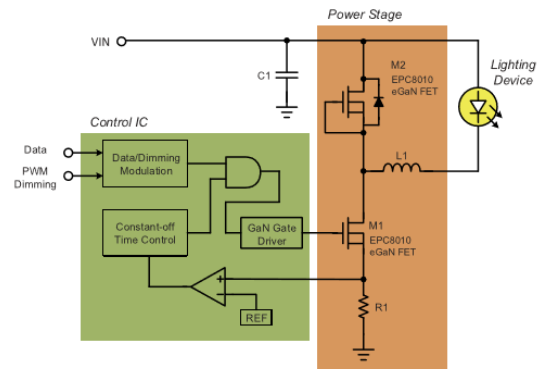 Power Stage
VIN
C1
M2
EPC8010
eGaN FET
Lighting
Device
Control IC
Data
PWM
Dimming
Data/Dimming
Modulation
L1
Constant-off
Time Control
GaN Gate
Driver
M1
EPC8010
eGaN FET
+
−
REF
R1